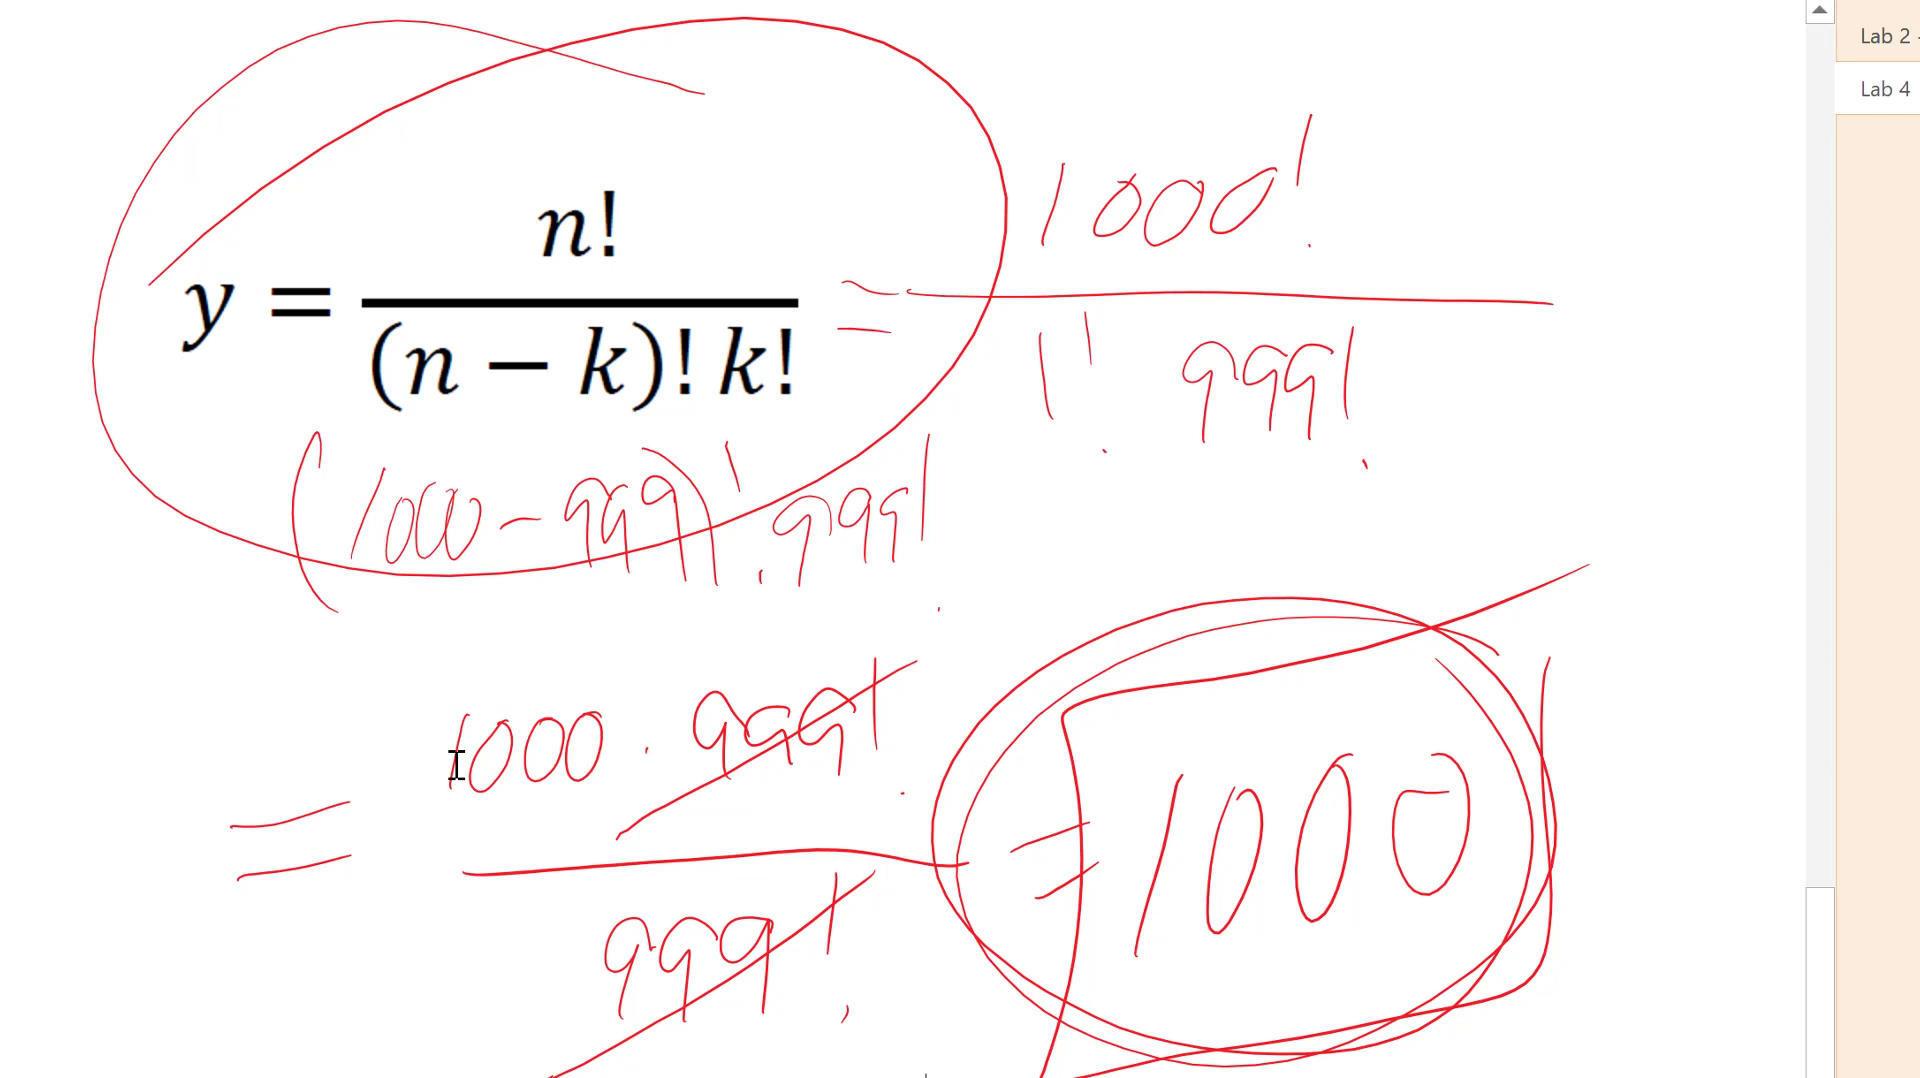 Lab 2 -
Lab 4
y = n! / (n − k)! k! = 1000! / 1! 999!
(1000 - 999)! 999!
= 1000 · 999! / 999! = 1000